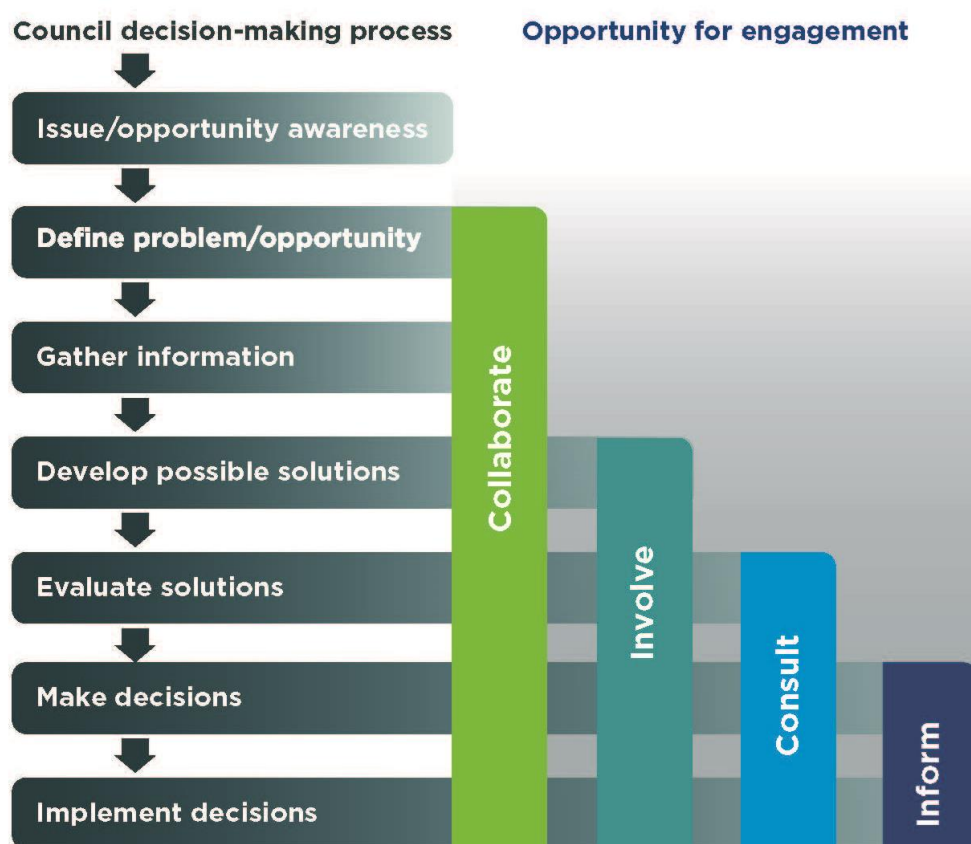 Council decision-making process
Opportunity for engagement
Issue/opportunity awareness
Define problem/opportunity
Gather information
Develop possible solutions
Evaluate solutions
Make decisions
Implement decisions
Collaborate
Involve
Consult
Inform